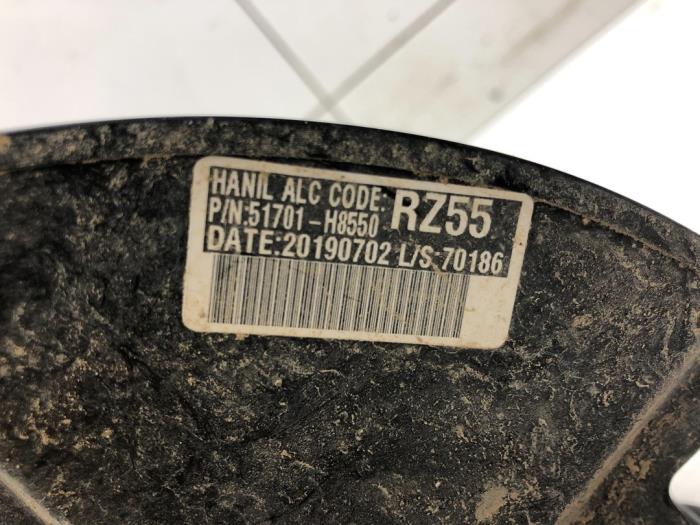 HANIL ALC CODE: RZ55
P/N:51701-H8550
DATE:20190702 L/S:70186